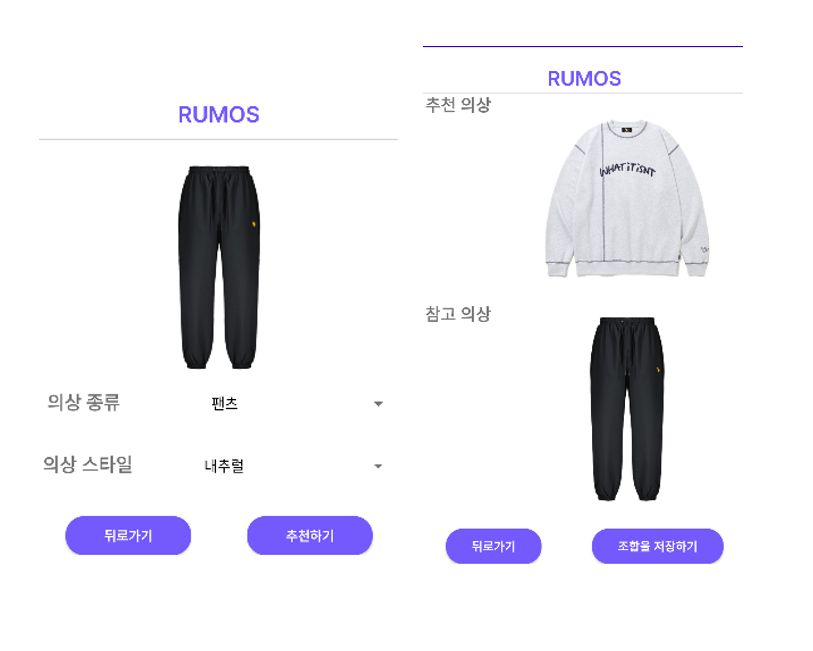 RUMOS
의상 종류
팬츠
의상 스타일
내추럴
뒤로가기
추천하기
RUMOS
추천 의상
WHATiTiSNT
참고 의상
뒤로가기
조합을 저장하기